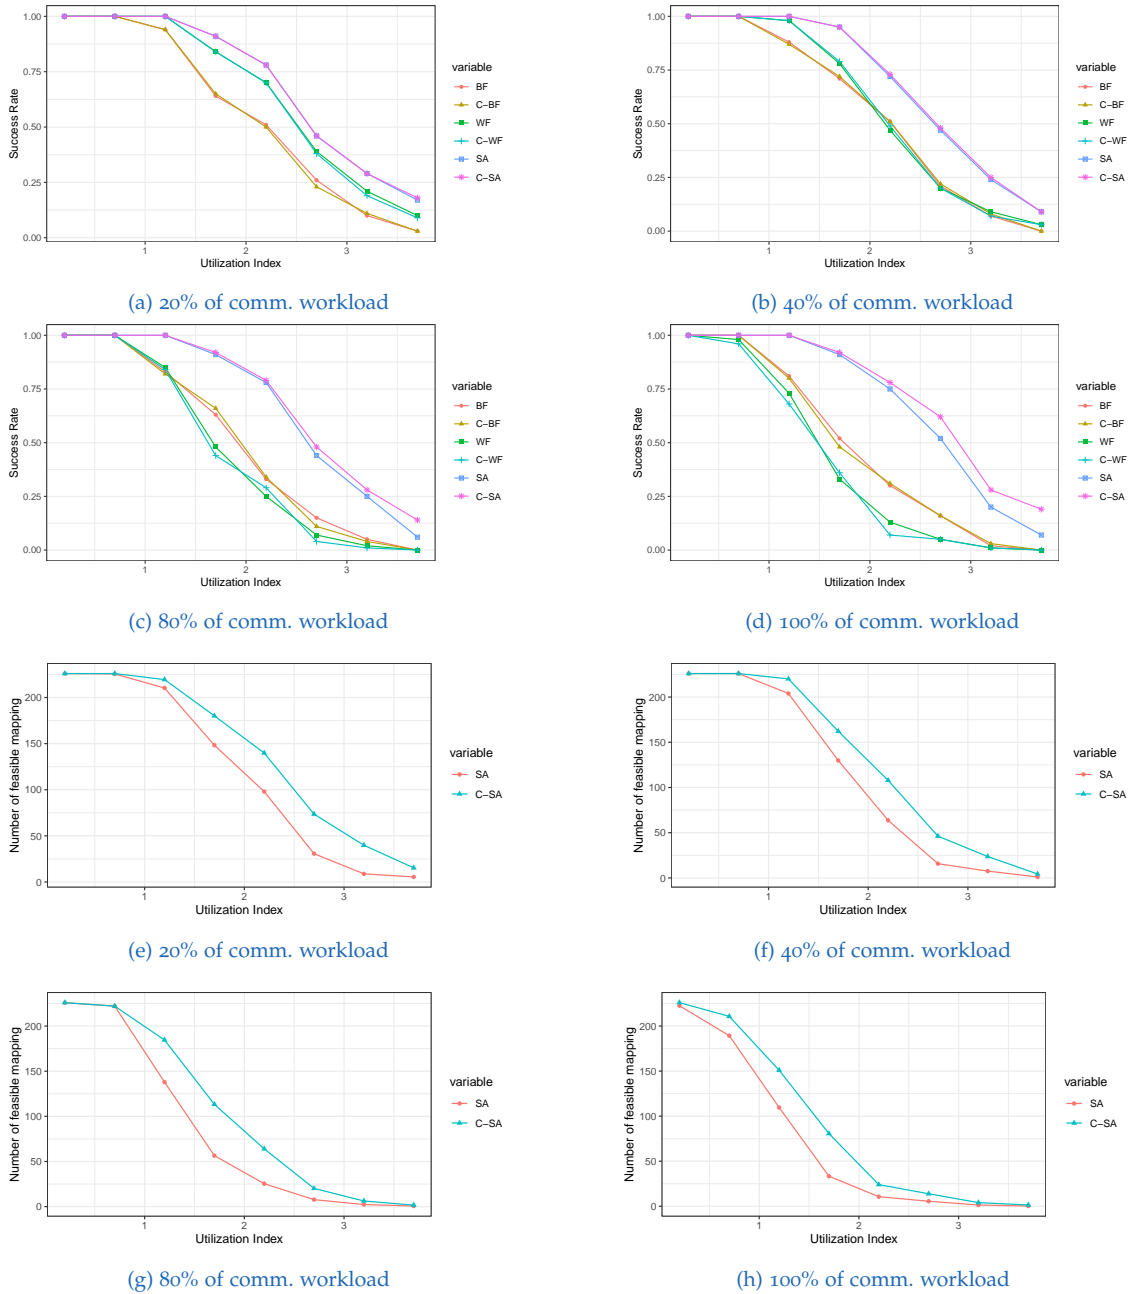 1.00
0.75
0.50
0.25
0.00
Success Rate
1
2
3
Utilization Index
variable
BF
C−BF
WF
C−WF
SA
C−SA
(a) 20% of comm. workload
1.00
0.75
0.50
0.25
0.00
Success Rate
1
2
3
Utilization Index
variable
BF
C−BF
WF
C−WF
SA
C−SA
(b) 40% of comm. workload
1.00
0.75
0.50
0.25
0.00
Success Rate
1
2
3
Utilization Index
variable
BF
C−BF
WF
C−WF
SA
C−SA
(c) 80% of comm. workload
1.00
0.75
0.50
0.25
0.00
Success Rate
1
2
3
Utilization Index
variable
BF
C−BF
WF
C−WF
SA
C−SA
(d) 100% of comm. workload
200
150
100
50
0
Number of feasible mapping
1
2
3
Utilization Index
variable
SA
C−SA
(e) 20% of comm. workload
200
150
100
50
0
Number of feasible mapping
1
2
3
Utilization Index
variable
SA
C−SA
(f) 40% of comm. workload
200
150
100
50
0
Number of feasible mapping
1
2
3
Utilization Index
variable
SA
C−SA
(g) 80% of comm. workload
200
150
100
50
0
Number of feasible mapping
1
2
3
Utilization Index
variable
SA
C−SA
(h) 100% of comm. workload